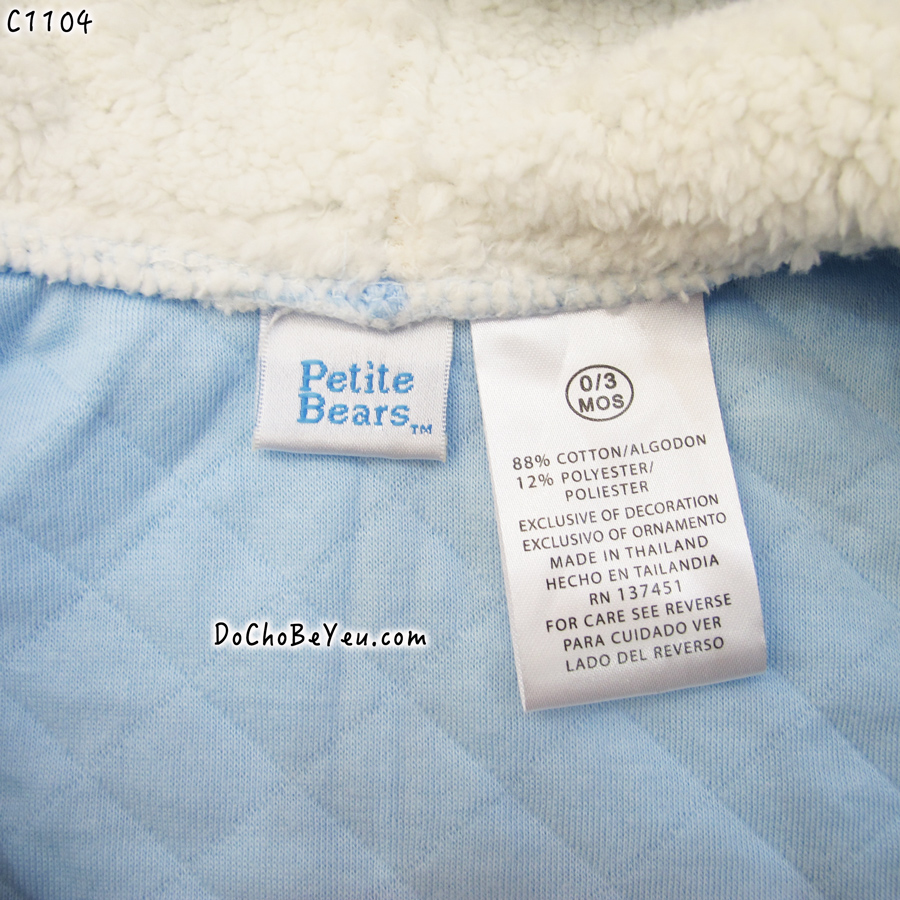 C1104
Petite
Bears™
0/3
MOS
88% COTTON/ALGODON
12% POLYESTER/
POLIESTER
EXCLUSIVE OF DECORATION
EXCLUSIVO OF ORNAMENTO
MADE IN THAILAND
HECHO EN TAILANDIA
RN 137451
FOR CARE SEE REVERSE
PARA CUIDADO VER
LADO DEL REVERSO
DoChoBeYeu.com